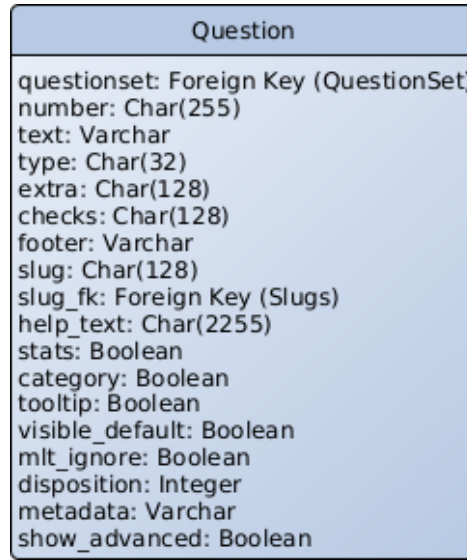 Question
questionset: Foreign Key (QuestionSet)
number: Char(255)
text: Varchar
type: Char(32)
extra: Char(128)
checks: Char(128)
footer: Varchar
slug: Char(128)
slug_fk: Foreign Key (Slugs)
help_text: Char(2255)
stats: Boolean
category: Boolean
tooltip: Boolean
visible_default: Boolean
mlt_ignore: Boolean
disposition: Integer
metadata: Varchar
show_advanced: Boolean